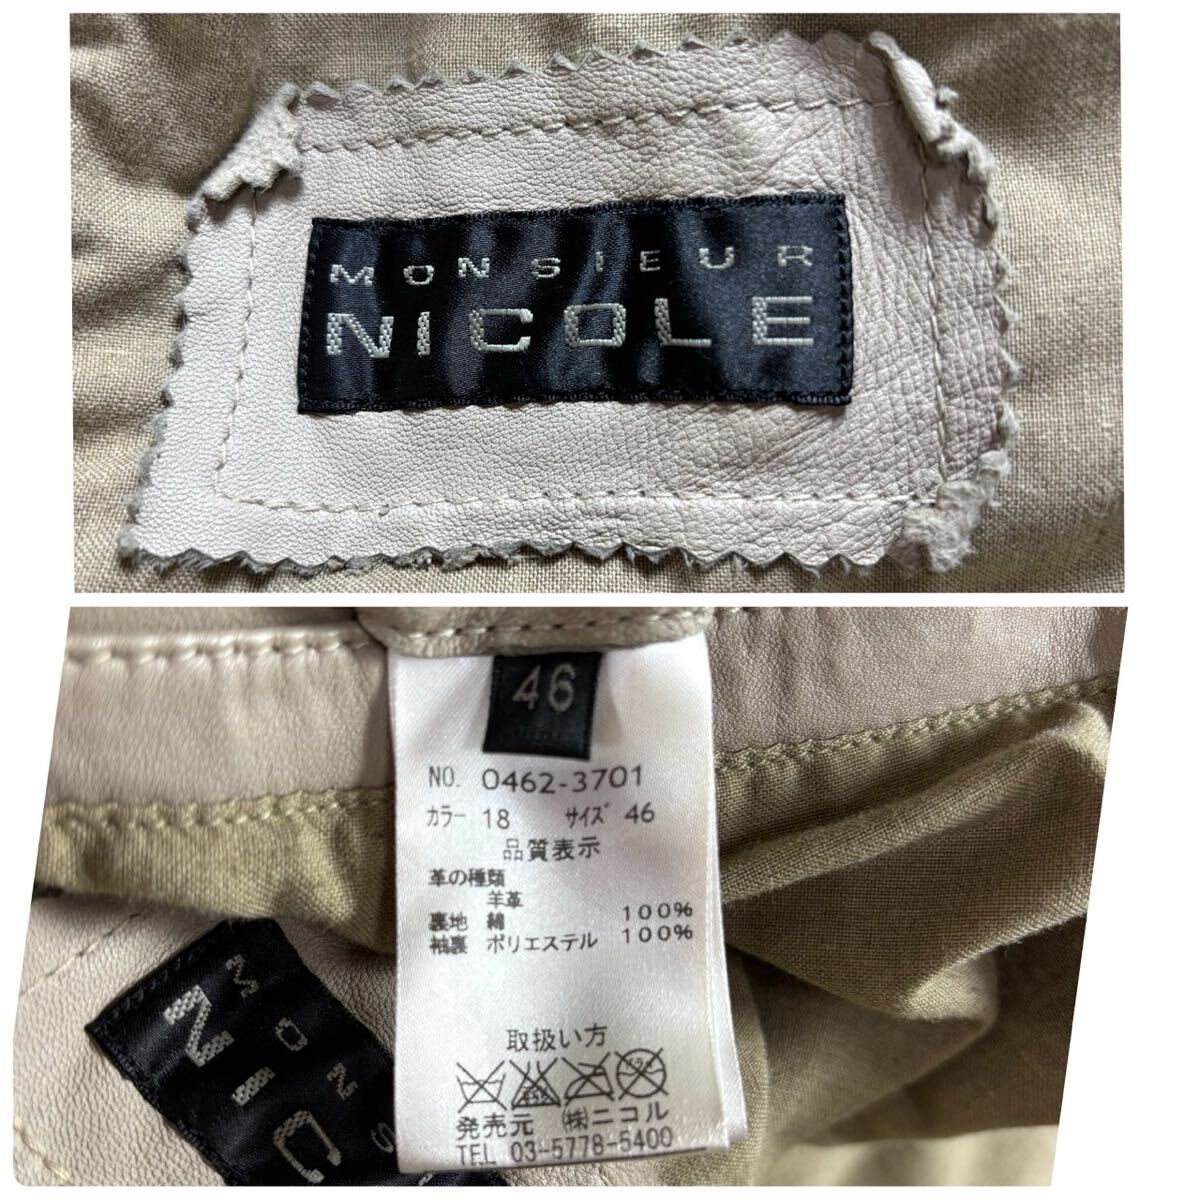 MONSIEUR
NICOLE
46
NO. 0462-3701
カラー 18 サイズ 46
品質表示
革の種類
羊革
裏地 綿 100%
袖裏 ポリエステル 100%
取扱い方
発売元 ㈱ニコル
TEL 03-5778-5400
MONS
NIC